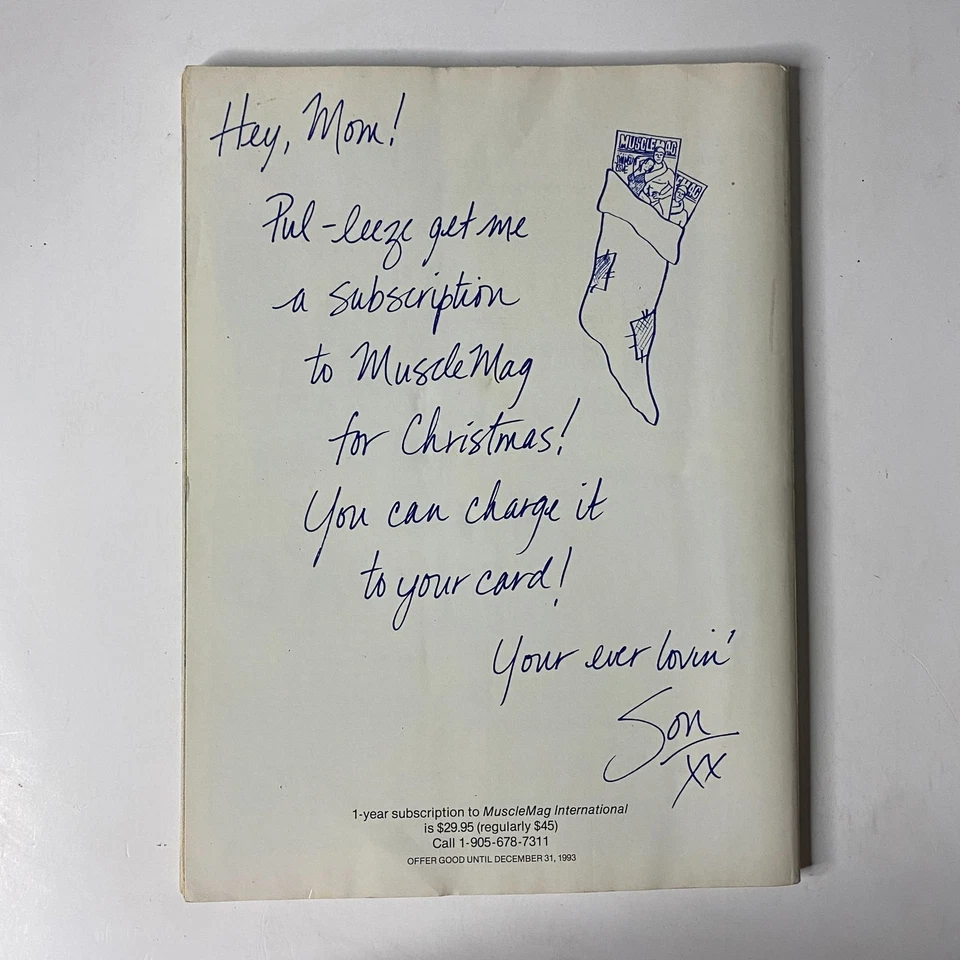 Hey, Mom!
MUSCLEMAG
Pul-leeze get me
a subscription
to MuscleMag
for Christmas!
You can charge it
to your card!
Your ever lovin'
Son
XX
1-year subscription to MuscleMag International
is $29.95 (regularly $45)
Call 1-905-678-7311
OFFER GOOD UNTIL DECEMBER 31, 1993